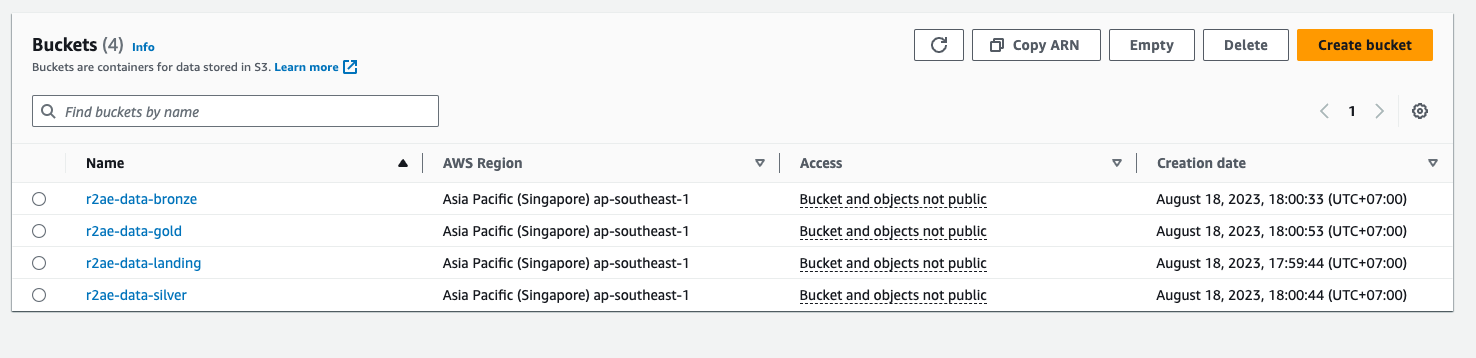 Buckets (4) Info
Copy ARN
Empty
Delete
Create bucket
Buckets are containers for data stored in S3. Learn more
Find buckets by name
1
Name AWS Region Access Creation date
r2ae-data-bronze Asia Pacific (Singapore) ap-southeast-1 Bucket and objects not public August 18, 2023, 18:00:33 (UTC+07:00)
r2ae-data-gold Asia Pacific (Singapore) ap-southeast-1 Bucket and objects not public August 18, 2023, 18:00:53 (UTC+07:00)
r2ae-data-landing Asia Pacific (Singapore) ap-southeast-1 Bucket and objects not public August 18, 2023, 17:59:44 (UTC+07:00)
r2ae-data-silver Asia Pacific (Singapore) ap-southeast-1 Bucket and objects not public August 18, 2023, 18:00:44 (UTC+07:00)